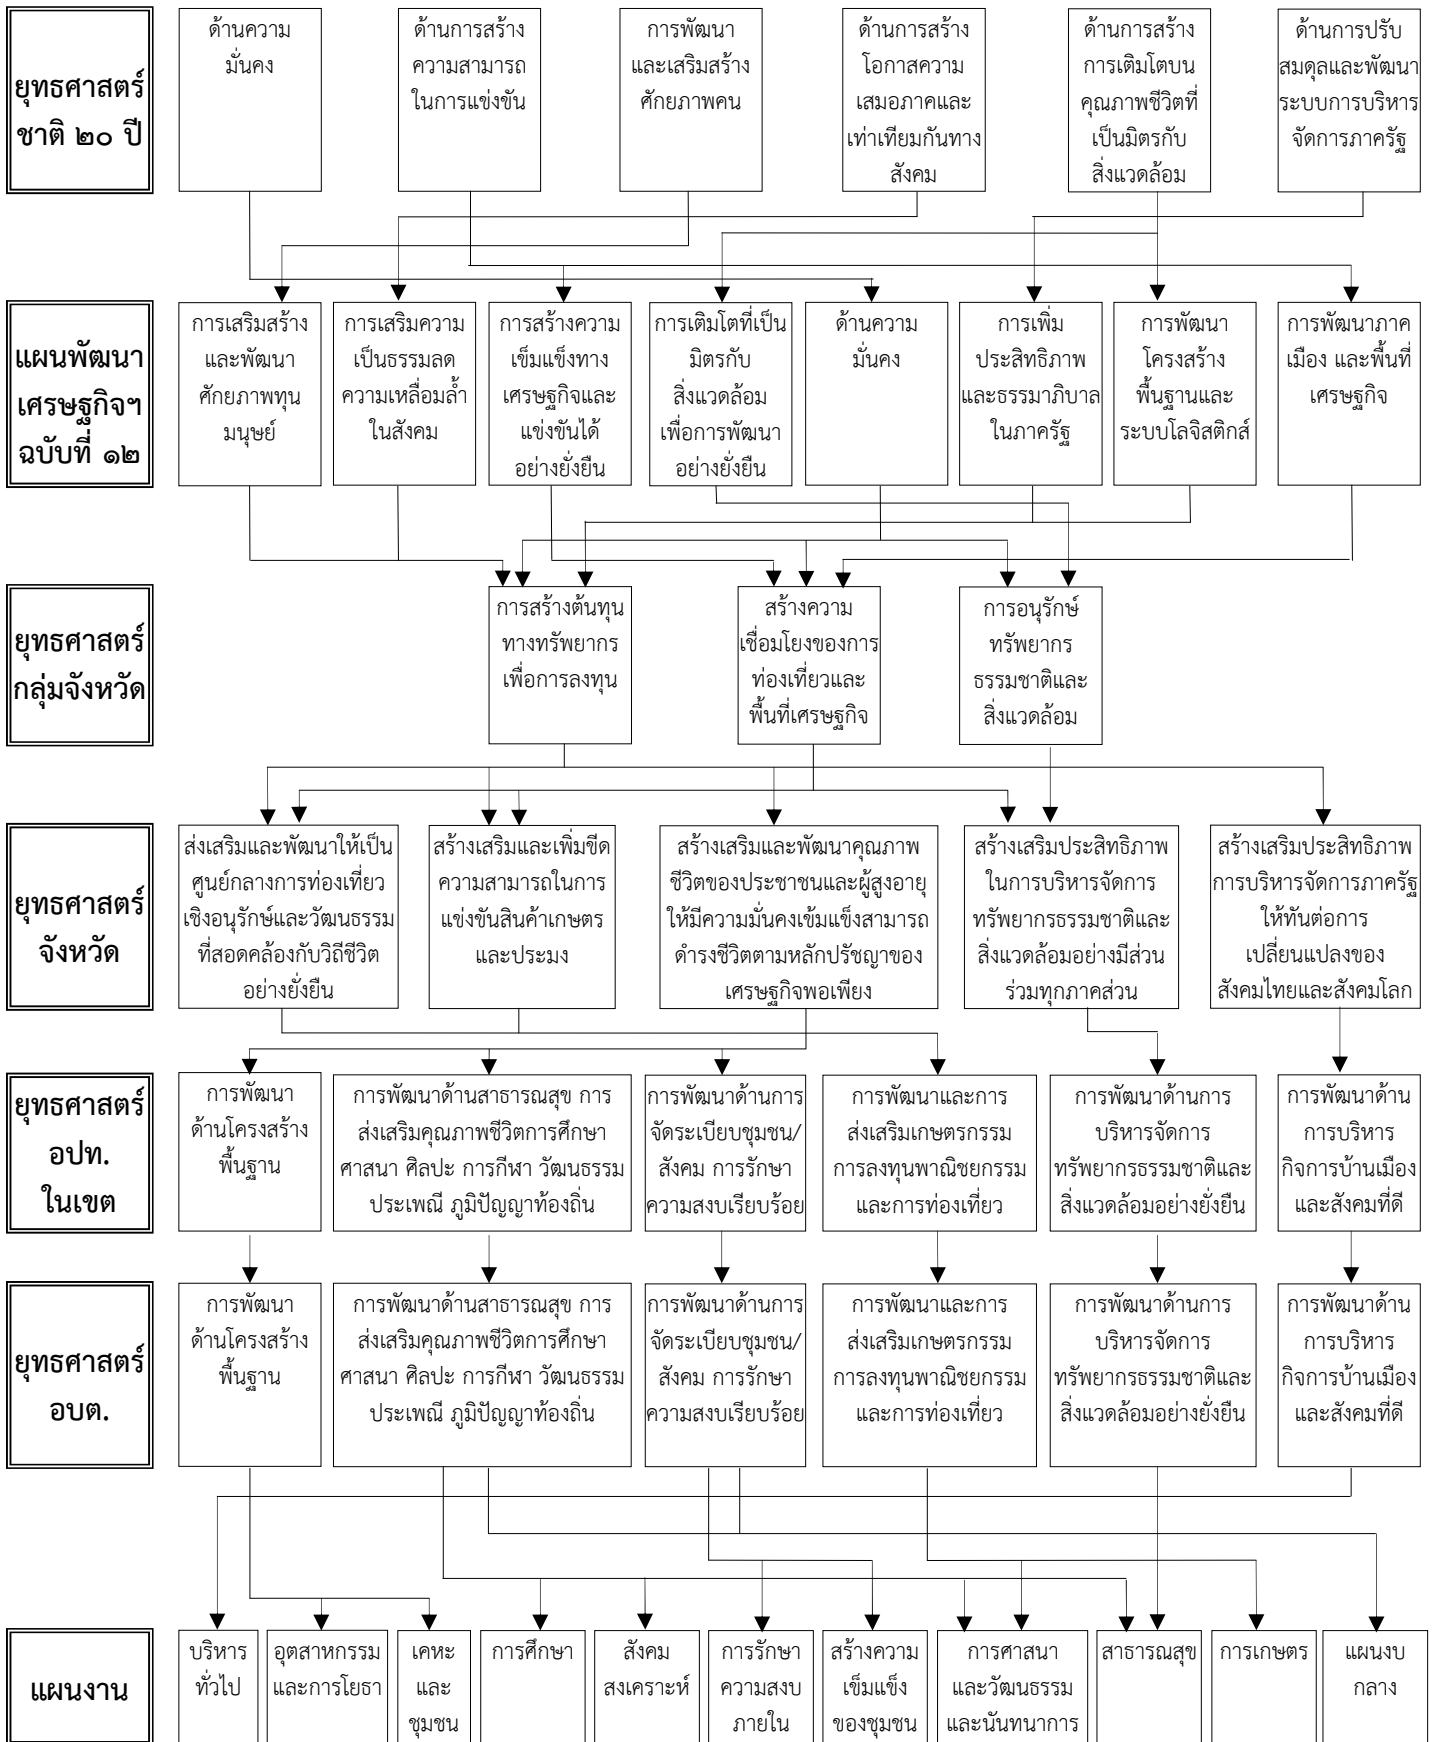 ยุทธศาสตร์
ชาติ ๒๐ ปี
ด้านความ
มั่นคง
ด้านการสร้าง
ความสามารถ
ในการแข่งขัน
การพัฒนา
และเสริมสร้าง
ศักยภาพคน
ด้านการสร้าง
โอกาสความ
เสมอภาคและ
เท่าเทียมกันทาง
สังคม
ด้านการสร้าง
การเติมโตบน
คุณภาพชีวิตที่
เป็นมิตรกับ
สิ่งแวดล้อม
ด้านการปรับ
สมดุลและพัฒนา
ระบบการบริหาร
จัดการภาครัฐ
แผนพัฒนา
เศรษฐกิจฯ
ฉบับที่ ๑๒
การเสริมสร้าง
และพัฒนา
ศักยภาพทุน
มนุษย์
การเสริมความ
เป็นธรรมลด
ความเหลื่อมล้ำ
ในสังคม
การสร้างความ
เข็มแข็งทาง
เศรษฐกิจและ
แข่งขันได้
อย่างยั่งยืน
การเติมโตที่เป็น
มิตรกับ
สิ่งแวดล้อม
เพื่อการพัฒนา
อย่างยั่งยืน
ด้านความ
มั่นคง
การเพิ่ม
ประสิทธิภาพ
และธรรมาภิบาล
ในภาครัฐ
การพัฒนา
โครงสร้าง
พื้นฐานและ
ระบบโลจิสติกส์
การพัฒนาภาค
เมือง และพื้นที่
เศรษฐกิจ
ยุทธศาสตร์
กลุ่มจังหวัด
การสร้างต้นทุน
ทางทรัพยากร
เพื่อการลงทุน
สร้างความ
เชื่อมโยงของการ
ท่องเที่ยวและ
พื้นที่เศรษฐกิจ
การอนุรักษ์
ทรัพยากร
ธรรมชาติและ
สิ่งแวดล้อม
ยุทธศาสตร์
จังหวัด
ส่งเสริมและพัฒนาให้เป็น
ศูนย์กลางการท่องเที่ยว
เชิงอนุรักษ์และวัฒนธรรม
ที่สอดคล้องกับวิถีชีวิต
อย่างยั่งยืน
สร้างเสริมและเพิ่มขีด
ความสามารถในการ
แข่งขันสินค้าเกษตร
และประมง
สร้างเสริมและพัฒนาคุณภาพ
ชีวิตของประชาชนและผู้สูงอายุ
ให้มีความมั่นคงเข้มแข็งสามารถ
ดำรงชีวิตตามหลักปรัชญาของ
เศรษฐกิจพอเพียง
สร้างเสริมประสิทธิภาพ
ในการบริหารจัดการ
ทรัพยากรธรรมชาติและ
สิ่งแวดล้อมอย่างมีส่วน
ร่วมทุกภาคส่วน
สร้างเสริมประสิทธิภาพ
การบริหารจัดการภาครัฐ
ให้ทันต่อการ
เปลี่ยนแปลงของ
สังคมไทยและสังคมโลก
ยุทธศาสตร์
อปท.
ในเขต
การพัฒนา
ด้านโครงสร้าง
พื้นฐาน
การพัฒนาด้านสาธารณสุข การ
ส่งเสริมคุณภาพชีวิตการศึกษา
ศาสนา ศิลปะ การกีฬา วัฒนธรรม
ประเพณี ภูมิปัญญาท้องถิ่น
การพัฒนาด้านการ
จัดระเบียบชุมชน/
สังคม การรักษา
ความสงบเรียบร้อย
การพัฒนาและการ
ส่งเสริมเกษตรกรรม
การลงทุนพาณิชยกรรม
และการท่องเที่ยว
การพัฒนาด้านการ
บริหารจัดการ
ทรัพยากรธรรมชาติและ
สิ่งแวดล้อมอย่างยั่งยืน
การพัฒนาด้าน
การบริหาร
กิจการบ้านเมือง
และสังคมที่ดี
ยุทธศาสตร์
อบต.
การพัฒนา
ด้านโครงสร้าง
พื้นฐาน
การพัฒนาด้านสาธารณสุข การ
ส่งเสริมคุณภาพชีวิตการศึกษา
ศาสนา ศิลปะ การกีฬา วัฒนธรรม
ประเพณี ภูมิปัญญาท้องถิ่น
การพัฒนาด้านการ
จัดระเบียบชุมชน/
สังคม การรักษา
ความสงบเรียบร้อย
การพัฒนาและการ
ส่งเสริมเกษตรกรรม
การลงทุนพาณิชยกรรม
และการท่องเที่ยว
การพัฒนาด้านการ
บริหารจัดการ
ทรัพยากรธรรมชาติและ
สิ่งแวดล้อมอย่างยั่งยืน
การพัฒนาด้าน
การบริหาร
กิจการบ้านเมือง
และสังคมที่ดี
แผนงาน
บริหาร
ทั่วไป
อุตสาหกรรม
และการโยธา
เคหะ
และ
ชุมชน
การศึกษา
สังคม
สงเคราะห์
การรักษา
ความสงบ
ภายใน
สร้างความ
เข็มแข็ง
ของชุมชน
การศาสนา
และวัฒนธรรม
และนันทนาการ
สาธารณสุข
การเกษตร
แผนงบ
กลาง